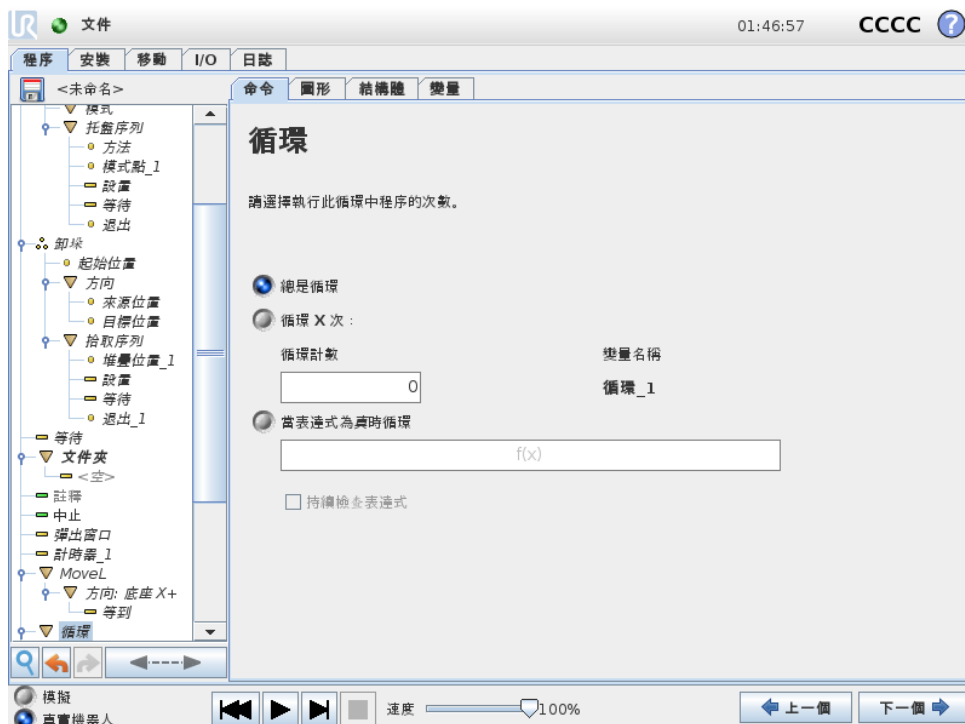 UR 文件 01:46:57 CCCC ?
程序 安裝 移動 I/O 日誌
<未命名> 命令 圖形 結構體 變量
模式
托盤序列
方法
模式點_1
設置
等待
退出
卸垛
起始位置
方向
來源位置
目標位置
拾取序列
堆疊位置_1
設置
等待
退出_1
等待
文件夾
<空>
註釋
中止
彈出窗口
計時器_1
MoveL
方向: 底座 X+
等到
循環
循環
請選擇執行此循環中程序的次數。
總是循環
循環 X 次：
循環計數 變量名稱
0 循環_1
當表達式為真時循環
f(x)
持續檢查表達式
模擬
真實機器人
速度 100% 上一個 下一個